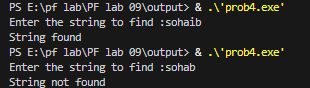 PS E:\pf lab\PF lab 09\output> & .\'prob4.exe'
Enter the string to find :sohaib
String found
PS E:\pf lab\PF lab 09\output> & .\'prob4.exe'
Enter the string to find :sohab
String not found